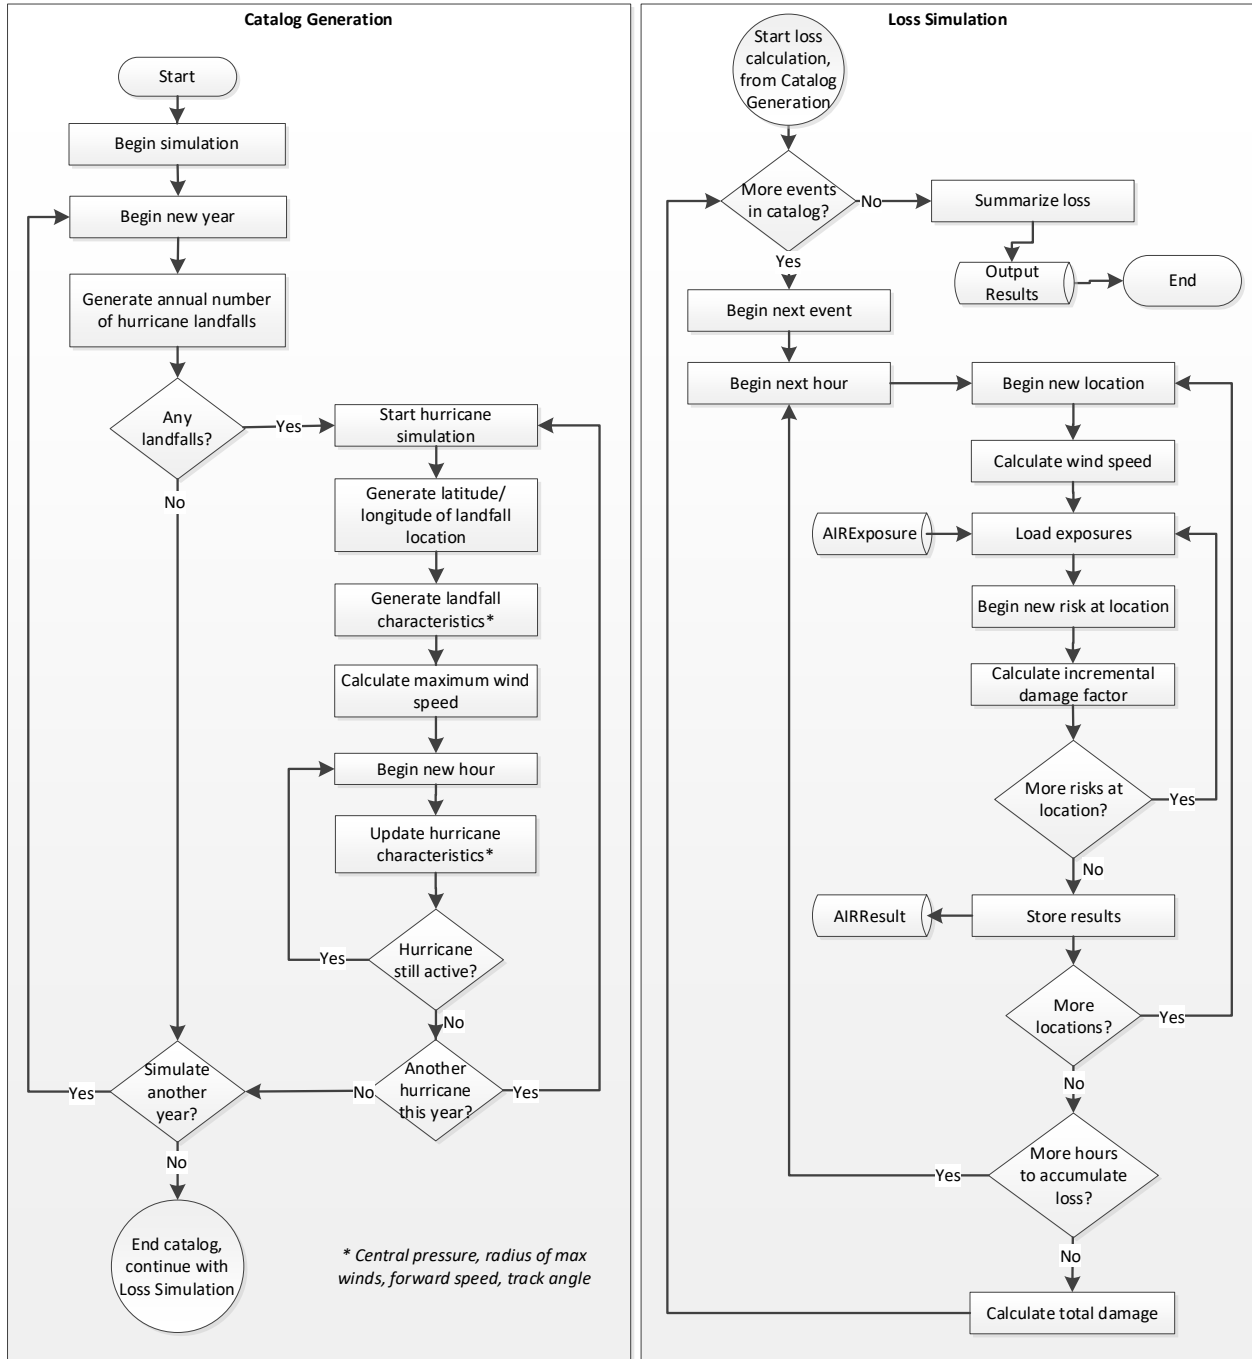 Catalog Generation
Start
Begin simulation
Begin new year
Generate annual number
of hurricane landfalls
Any
landfalls?
Yes
No
Start hurricane
simulation
Generate latitude/
longitude of landfall
location
Generate landfall
characteristics*
Calculate maximum wind
speed
Begin new hour
Update hurricane
characteristics*
Hurricane
still active?
Yes
No
Another
hurricane
this year?
Yes
No
Simulate
another
year?
Yes
No
End catalog,
continue with
Loss Simulation
* Central pressure, radius of max
winds, forward speed, track angle
Loss Simulation
Start loss
calculation,
from Catalog
Generation
More events
in catalog?
No
Summarize loss
Output
Results
End
Yes
Begin next event
Begin next hour
Begin new location
Calculate wind speed
AIRExposure
Load exposures
Begin new risk at location
Calculate incremental
damage factor
More risks at
location?
Yes
No
AIRResult
Store results
More
locations?
Yes
No
More hours
to accumulate
loss?
Yes
No
Calculate total damage